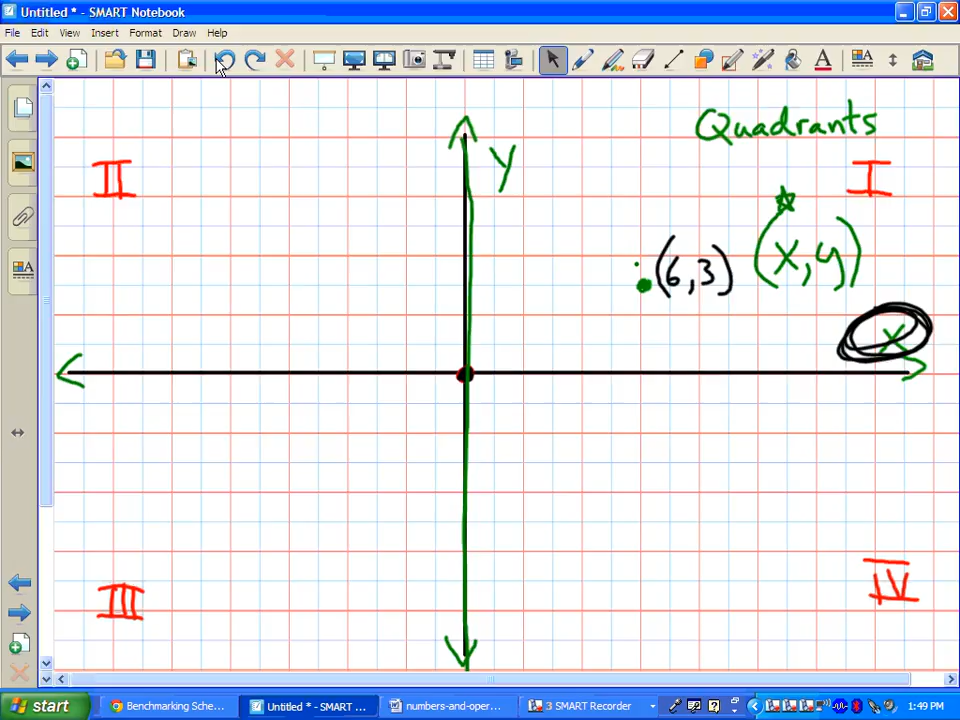 Untitled * - SMART Notebook
File Edit View Insert Format Draw Help
Quadrants
II
Y
I
(6,3)
(x,y)
X
III
IV
start
Benchmarking Sche...
Untitled * - SMART ...
numbers-and-oper...
3 SMART Recorder
1:49 PM